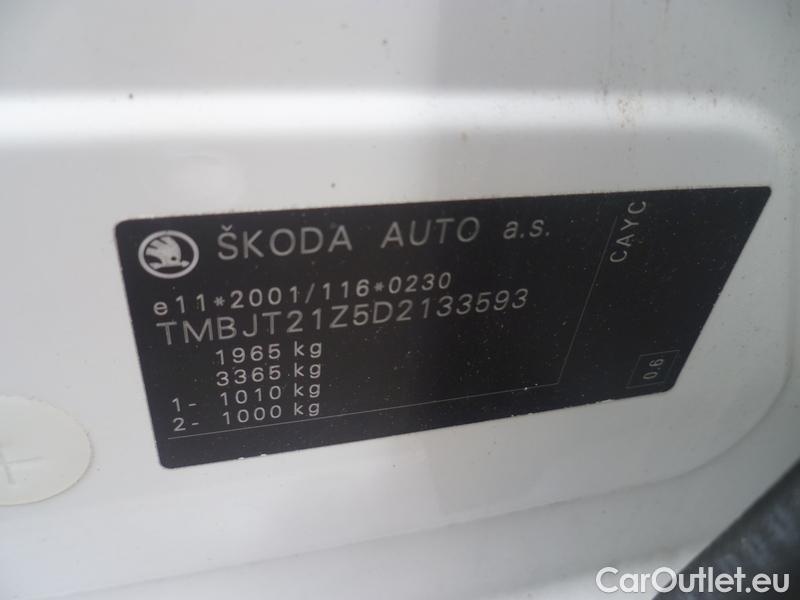 ŠKODA AUTO a.s.
e11*2001/116*0230
TMBJT21Z5D2133593
1965 kg
3365 kg
1- 1010 kg
2- 1000 kg
CAYC
0.6
CarOutlet.eu